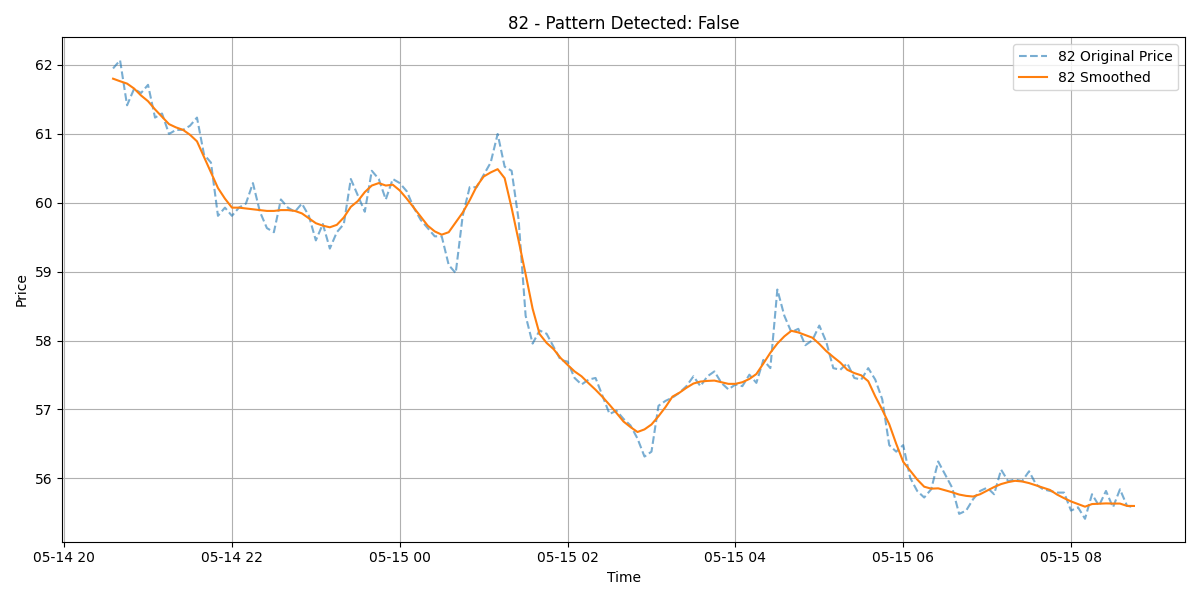 82 - Pattern Detected: False
82 Original Price
82 Smoothed
Price
62
61
60
59
58
57
56
05-14 20
05-14 22
05-15 00
05-15 02
05-15 04
05-15 06
05-15 08
Time